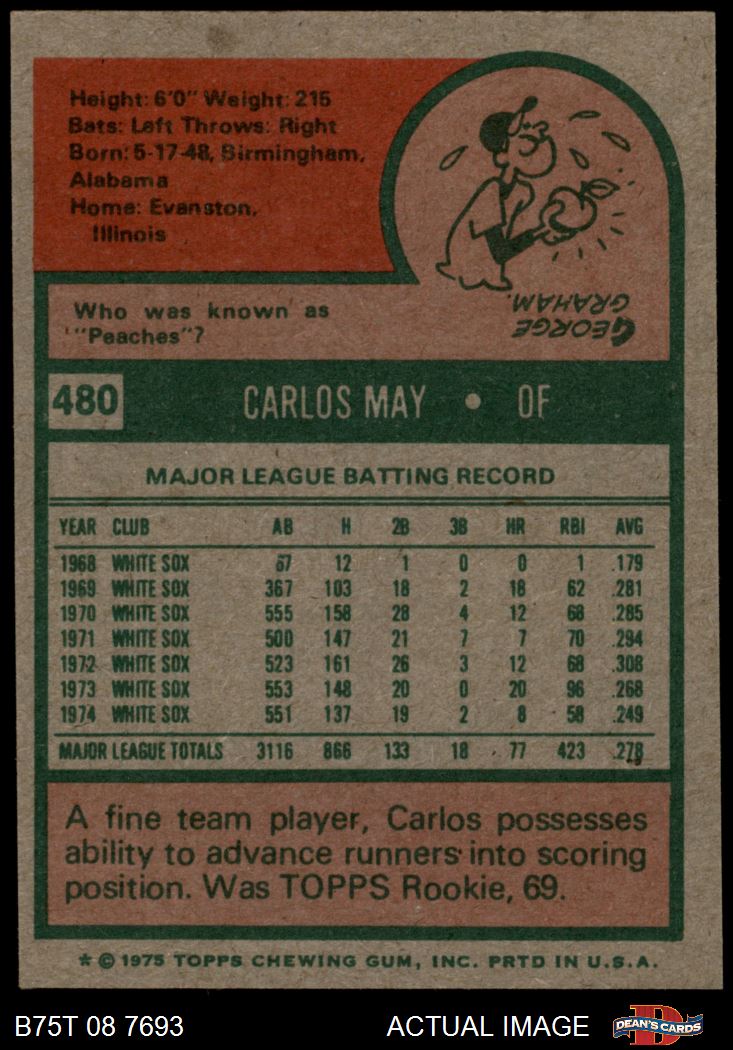 Height: 6'0" Weight: 215
Bats: Left Throws: Right
Born: 5-17-48, Birmingham,
Alabama
Home: Evanston,
Illinois
GEORGE
GRAHAM.
Who was known as
"Peaches"?
480 CARLOS MAY • OF
MAJOR LEAGUE BATTING RECORD
YEAR CLUB AB H 2B 3B HR RBI AVG
1968 WHITE SOX 67 12 1 0 0 1 .179
1969 WHITE SOX 367 103 18 2 18 62 .281
1970 WHITE SOX 555 158 28 4 12 68 .285
1971 WHITE SOX 500 147 21 7 7 70 .294
1972 WHITE SOX 523 161 26 3 12 68 .308
1973 WHITE SOX 553 148 20 0 20 96 .268
1974 WHITE SOX 551 137 19 2 8 58 .249
MAJOR LEAGUE TOTALS 3116 866 133 18 77 423 .278
A fine team player, Carlos possesses
ability to advance runners into scoring
position. Was TOPPS Rookie, 69.
* © 1975 TOPPS CHEWING GUM, INC. PRTD IN U.S.A.
B75T 08 7693 ACTUAL IMAGE D DEAN'S CARDS